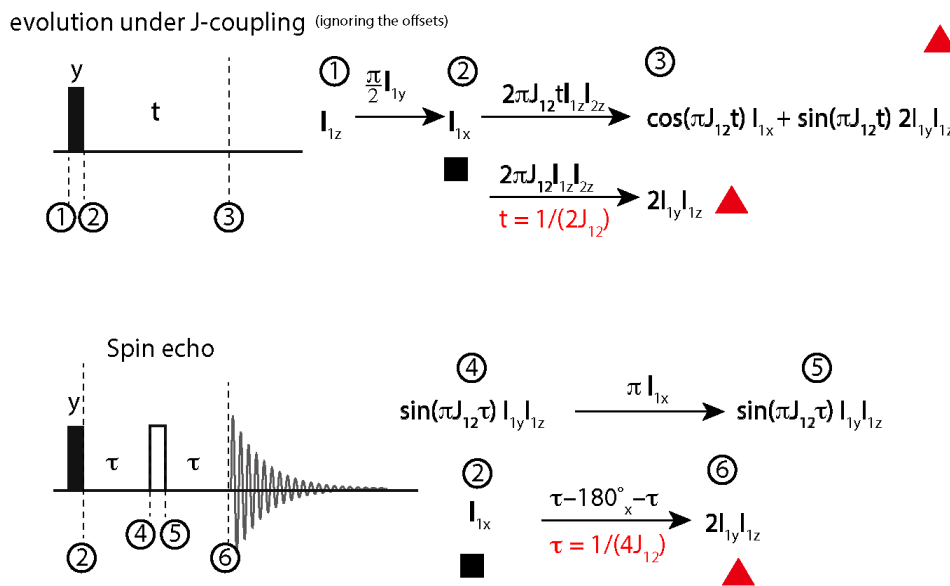 evolution under J-coupling (ignoring the offsets)
y
t
① ② ③
① π/2 I₁y ② ③
I₁z I₁x 2πJ₁₂tI₁zI₂z cos(πJ₁₂t) I₁x + sin(πJ₁₂t) 2I₁yI₁z
2πJ₁₂I₁zI₂z 2I₁yI₁z
t = 1/(2J₁₂)
Spin echo
y
τ τ
② ④ ⑤ ⑥
④ ⑤
sin(πJ₁₂τ) I₁yI₁z π I₁x sin(πJ₁₂τ) I₁yI₁z
② ⑥
I₁x τ–180°ₓ–τ 2I₁yI₁z
τ = 1/(4J₁₂)